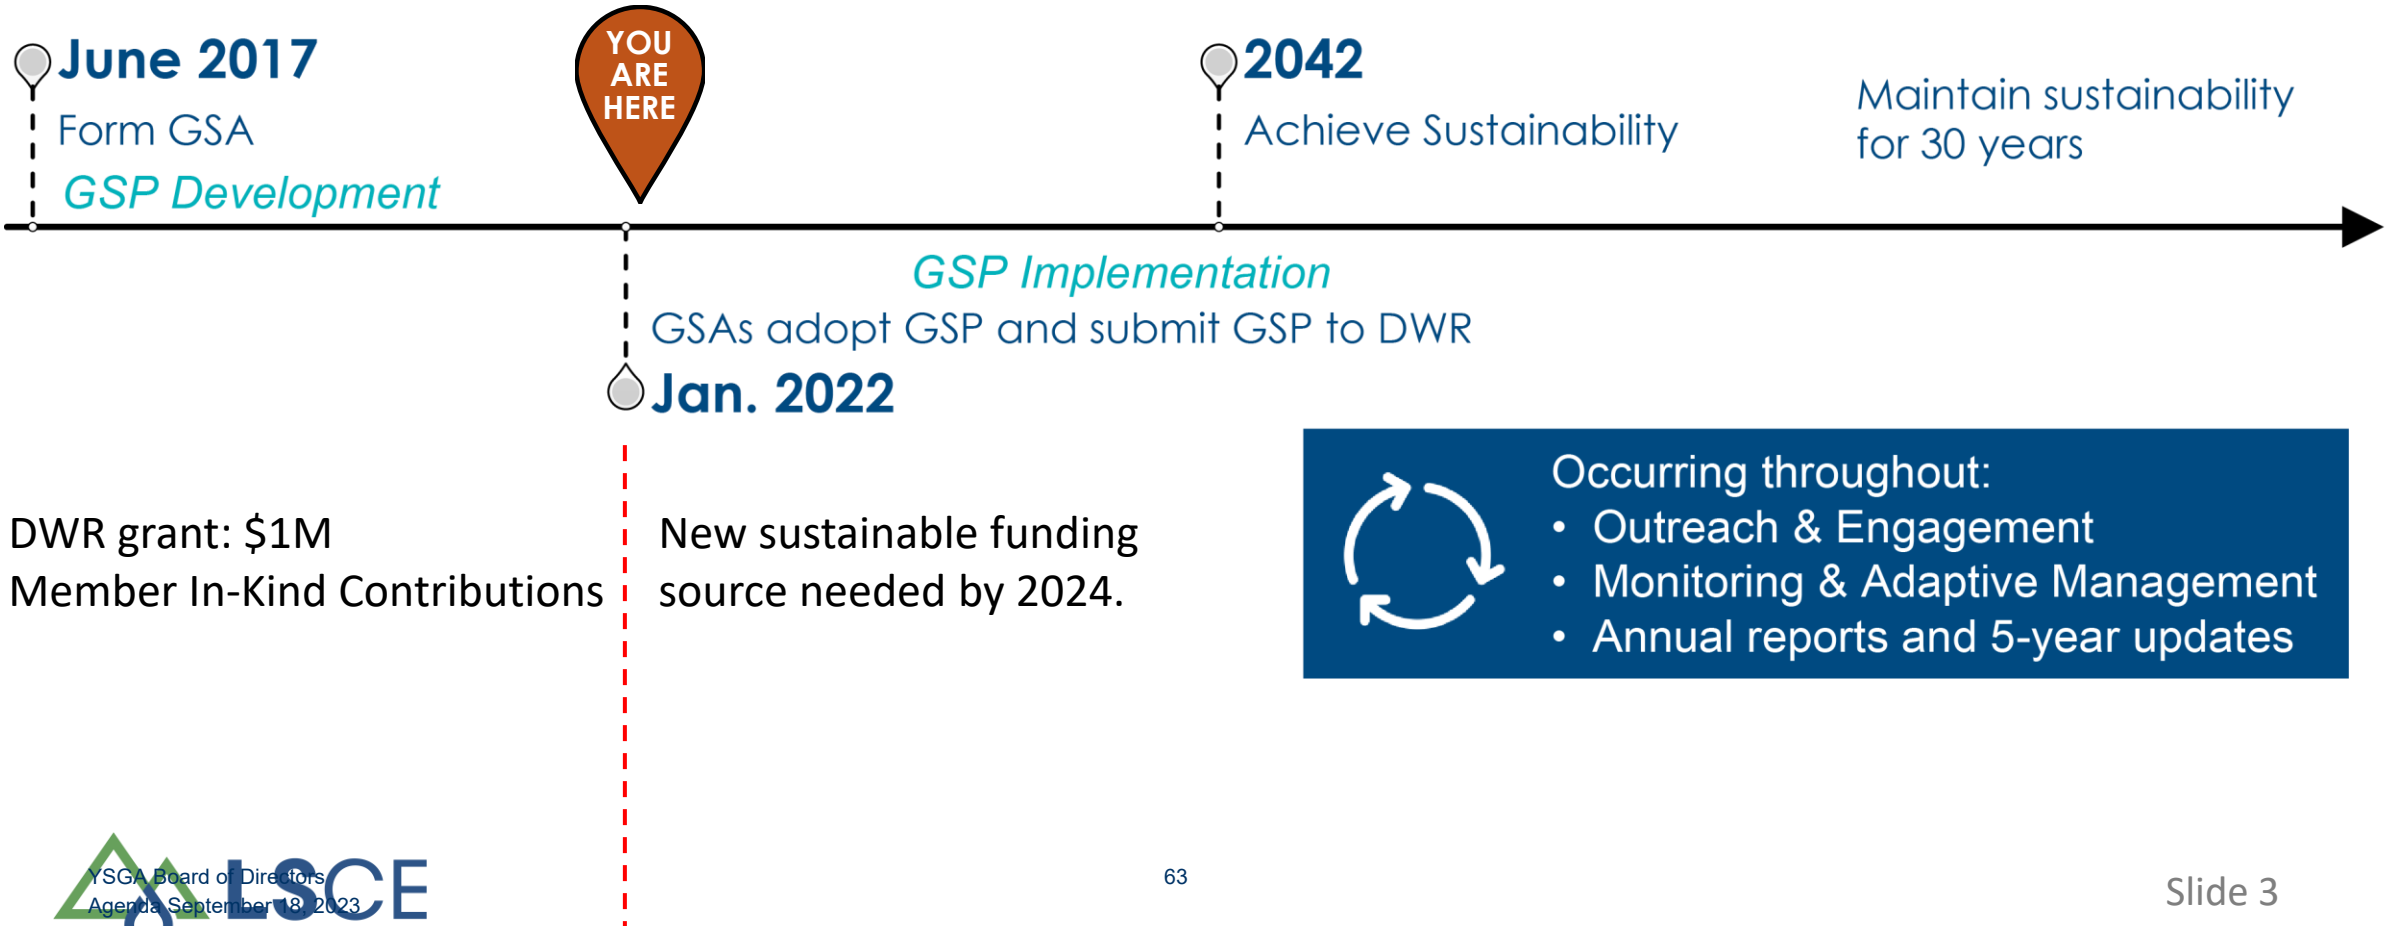 June 2017
Form GSA
GSP Development
YOU
ARE
HERE
2042
Achieve Sustainability
Maintain sustainability
for 30 years
GSP Implementation
GSAs adopt GSP and submit GSP to DWR
Jan. 2022
DWR grant: $1M
Member In-Kind Contributions
New sustainable funding
source needed by 2024.
Occurring throughout:
• Outreach & Engagement
• Monitoring & Adaptive Management
• Annual reports and 5-year updates
LSCE
YSGA Board of Directors
Agenda September 18, 2023
63
Slide 3